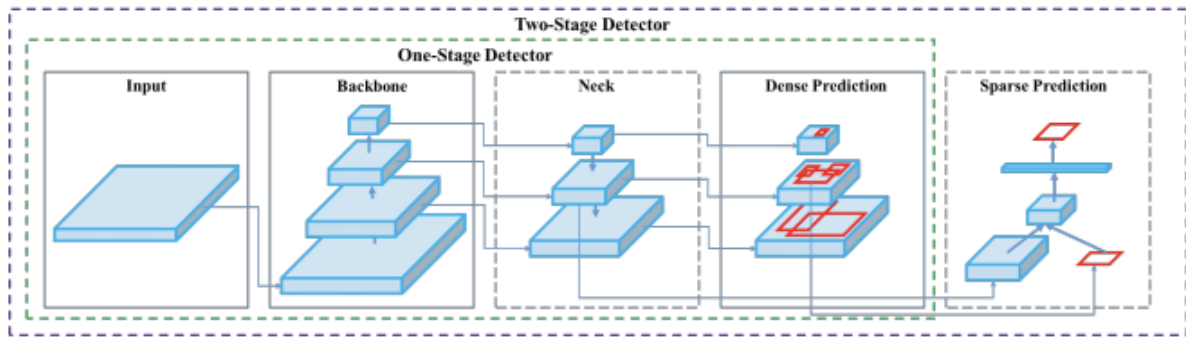 Two-Stage Detector
One-Stage Detector
Input
Backbone
Neck
Dense Prediction
Sparse Prediction